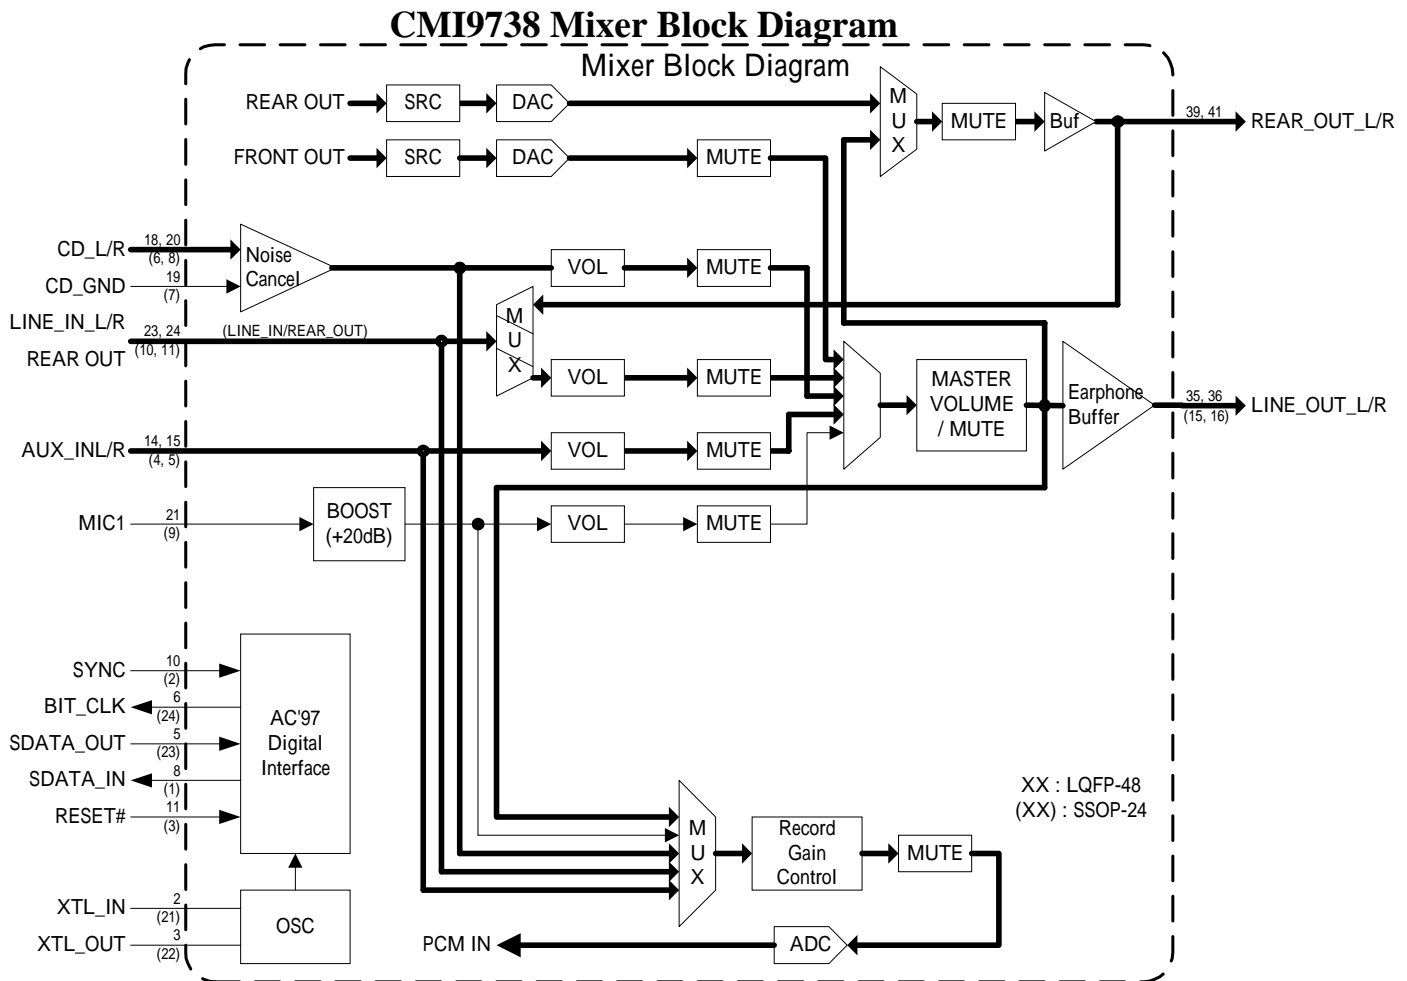 CMI9738 Mixer Block Diagram
Mixer Block Diagram
REAR OUT
SRC
DAC
M
U
X
MUTE
Buf
39, 41
REAR_OUT_L/R
FRONT OUT
SRC
DAC
MUTE
CD_L/R
18, 20
(6, 8)
CD_GND
19
(7)
Noise
Cancel
VOL
MUTE
LINE_IN_L/R
REAR OUT
23, 24
(10, 11)
(LINE_IN/REAR_OUT)
M
U
X
VOL
MUTE
MASTER
VOLUME
/ MUTE
Earphone
Buffer
35, 36
(15, 16)
LINE_OUT_L/R
AUX_INL/R
14, 15
(4, 5)
VOL
MUTE
MIC1
21
(9)
BOOST
(+20dB)
VOL
MUTE
SYNC
10
(2)
BIT_CLK
6
(24)
SDATA_OUT
5
(23)
SDATA_IN
8
(1)
RESET#
11
(3)
AC'97
Digital
Interface
XTL_IN
2
(21)
XTL_OUT
3
(22)
OSC
M
U
X
Record
Gain
Control
MUTE
ADC
PCM IN
XX : LQFP-48
(XX) : SSOP-24